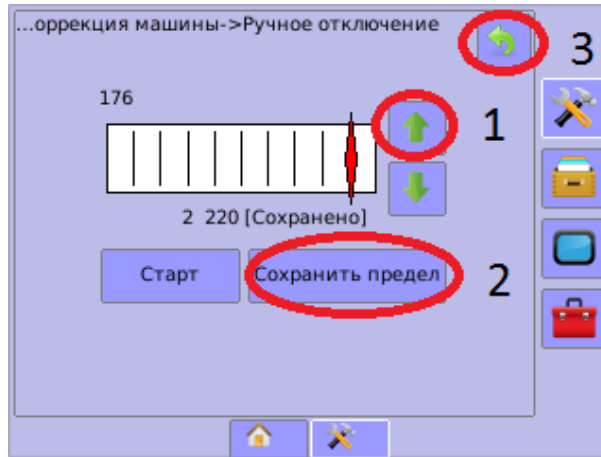 ...оррекция машины->Ручное отключение
3
176
1
2 220 [Сохранено]
Старт
Сохранить предел
2